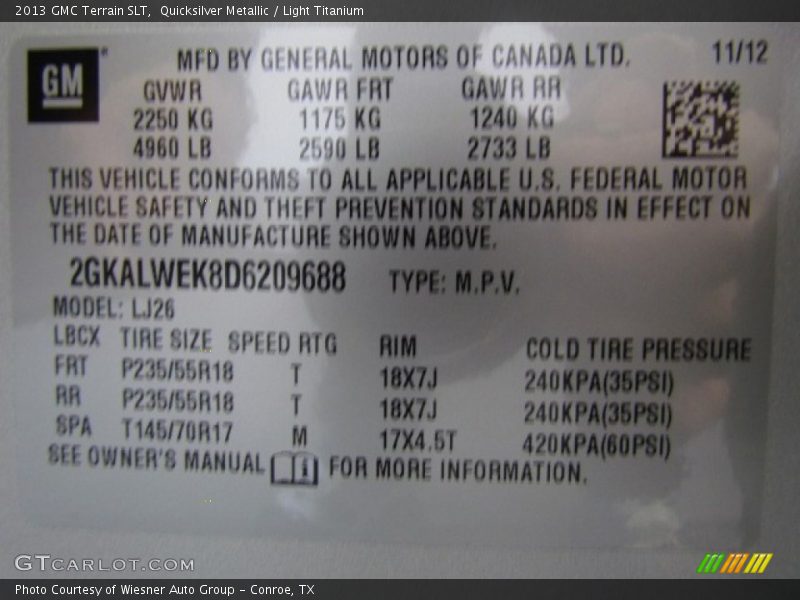 2013 GMC Terrain SLT,  Quicksilver Metallic / Light Titanium
GM
MFD BY GENERAL MOTORS OF CANADA LTD. 11/12
GVWR GAWR FRT GAWR RR
2250 KG 1175 KG 1240 KG
4960 LB 2590 LB 2733 LB
THIS VEHICLE CONFORMS TO ALL APPLICABLE U.S. FEDERAL MOTOR
VEHICLE SAFETY AND THEFT PREVENTION STANDARDS IN EFFECT ON
THE DATE OF MANUFACTURE SHOWN ABOVE.
2GKALWEK8D6209688 TYPE: M.P.V.
MODEL: LJ26
LBCX TIRE SIZE SPEED RTG RIM COLD TIRE PRESSURE
FRT P235/55R18 T 18X7J 240KPA(35PSI)
RR P235/55R18 T 18X7J 240KPA(35PSI)
SPA T145/70R17 M 17X4.5T 420KPA(60PSI)
SEE OWNER'S MANUAL FOR MORE INFORMATION.
GTCARLOT.COM
Photo Courtesy of Wiesner Auto Group - Conroe, TX